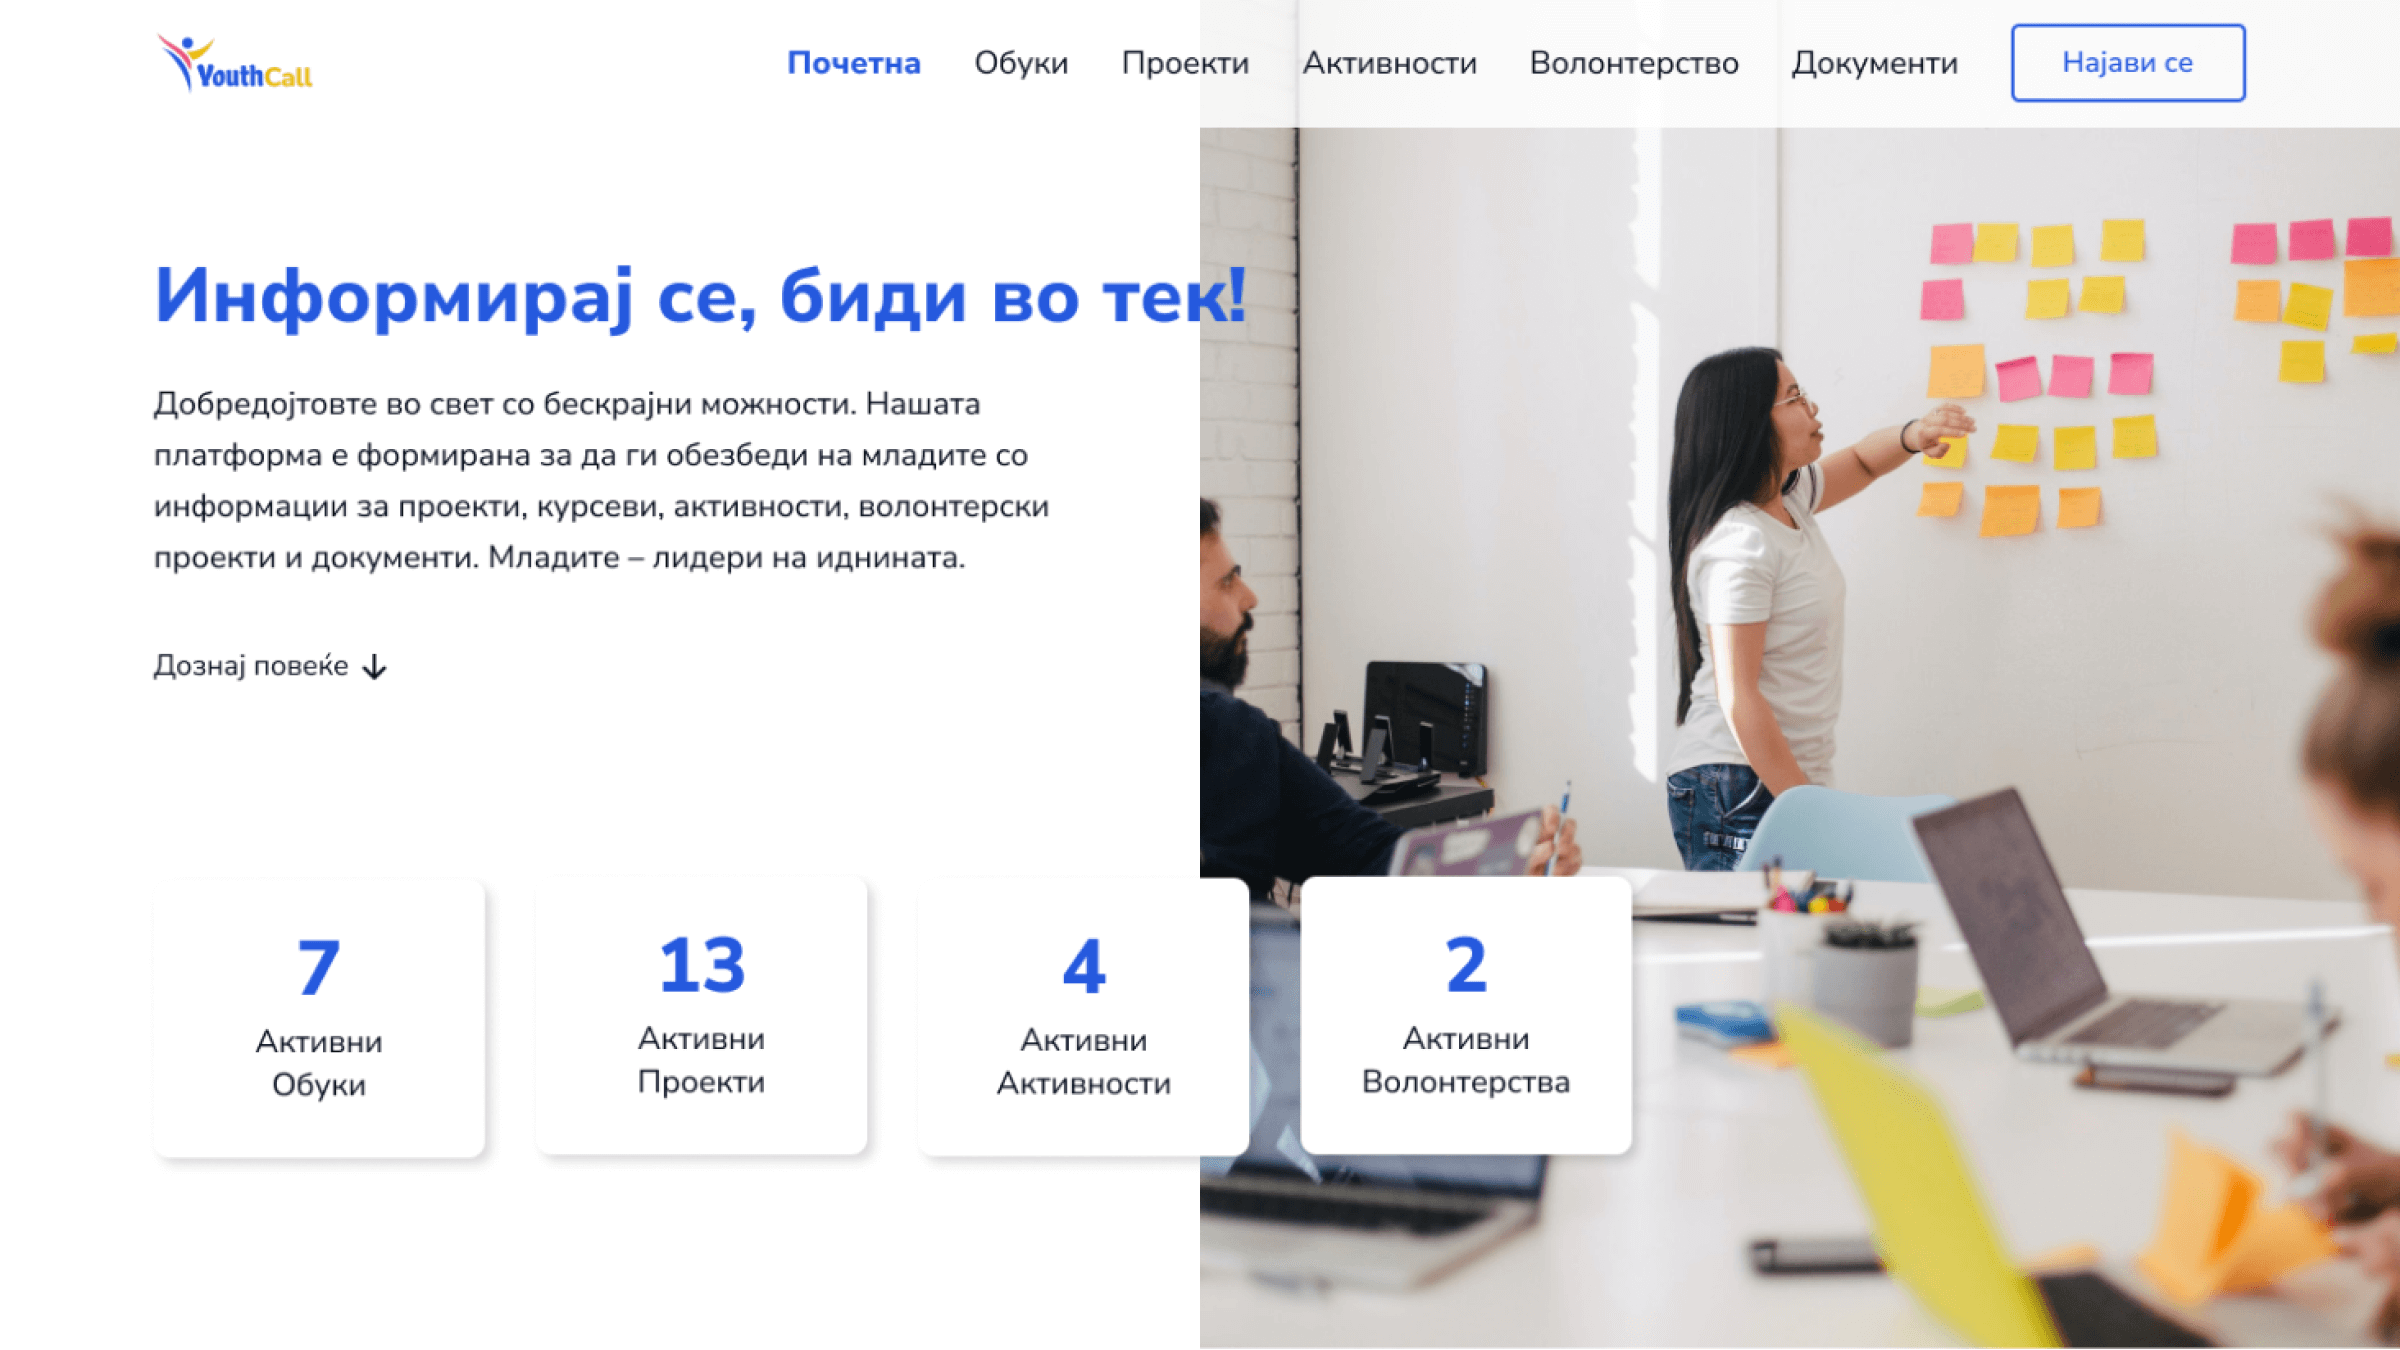 YouthCall
Почетна
Обуки
Проекти
Активности
Волонтерство
Документи
Најави се
Информирај се, биди во тек!
Добредојтовте во свет со бескрајни можности. Нашата
платформа е формирана за да ги обезбеди на младите со
информации за проекти, курсеви, активности, волонтерски
проекти и документи. Младите – лидери на иднината.
Дознај повеќе
7
Активни
Обуки
13
Активни
Проекти
4
Активни
Активности
2
Активни
Волонтерства